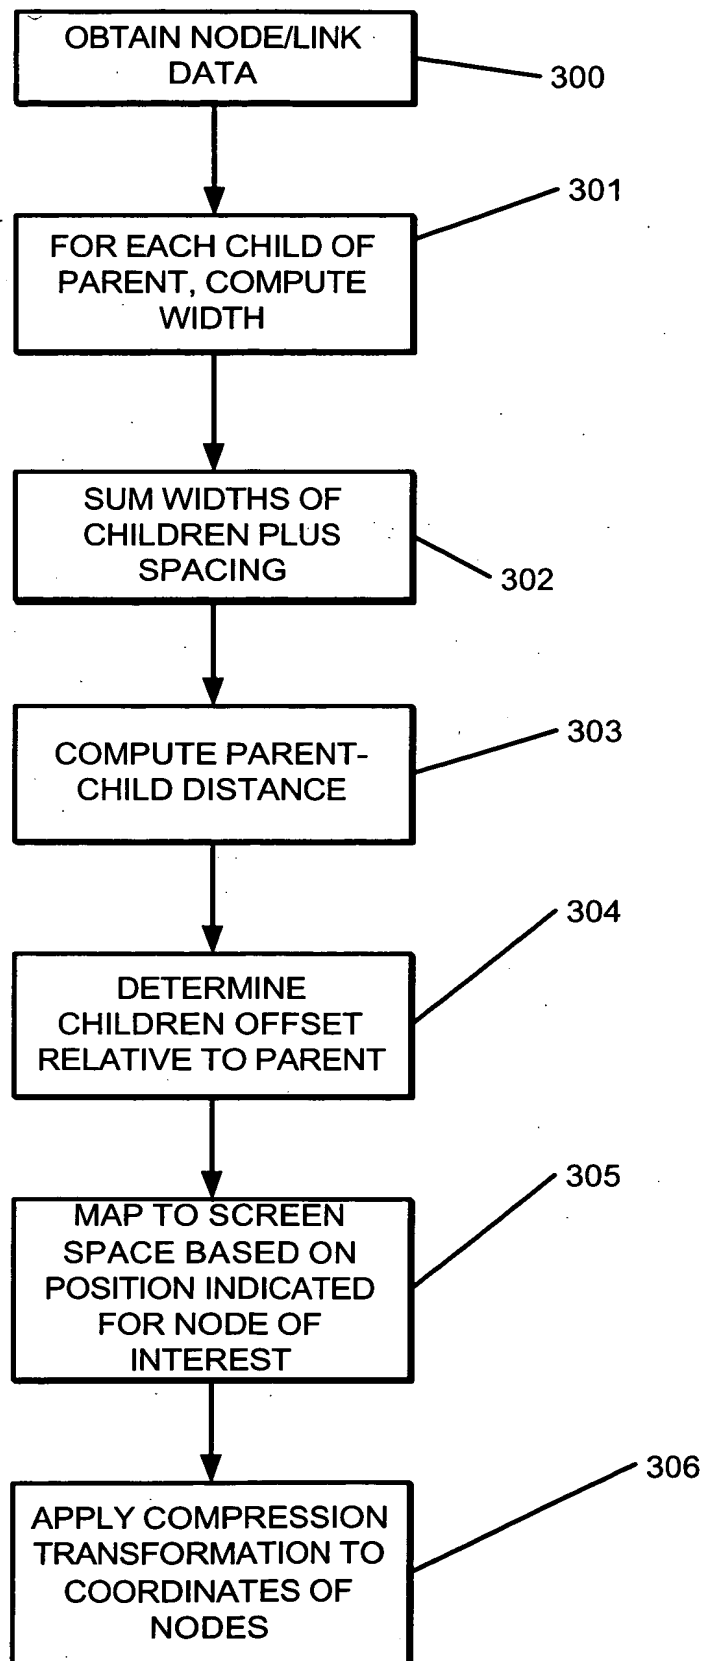 OBTAIN NODE/LINK
DATA
300
301
FOR EACH CHILD OF
PARENT, COMPUTE
WIDTH
SUM WIDTHS OF
CHILDREN PLUS
SPACING
302
303
COMPUTE PARENT-
CHILD DISTANCE
304
DETERMINE
CHILDREN OFFSET
RELATIVE TO PARENT
305
MAP TO SCREEN
SPACE BASED ON
POSITION INDICATED
FOR NODE OF
INTEREST
306
APPLY COMPRESSION
TRANSFORMATION TO
COORDINATES OF
NODES